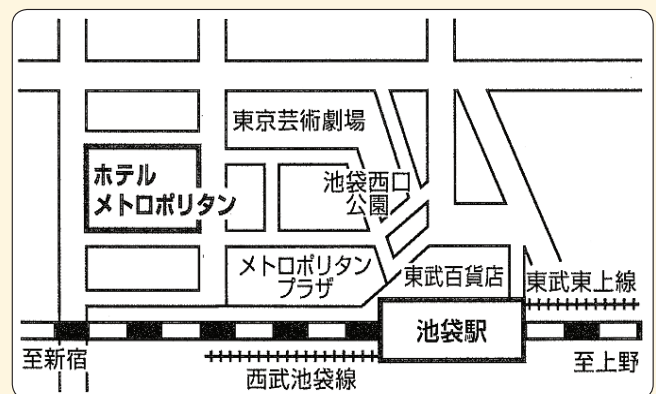 東京芸術劇場
ホテル
メトロポリタン
池袋西口
公園
メトロポリタン
プラザ
東武百貨店
東武東上線
池袋駅
至新宿
西武池袋線
至上野